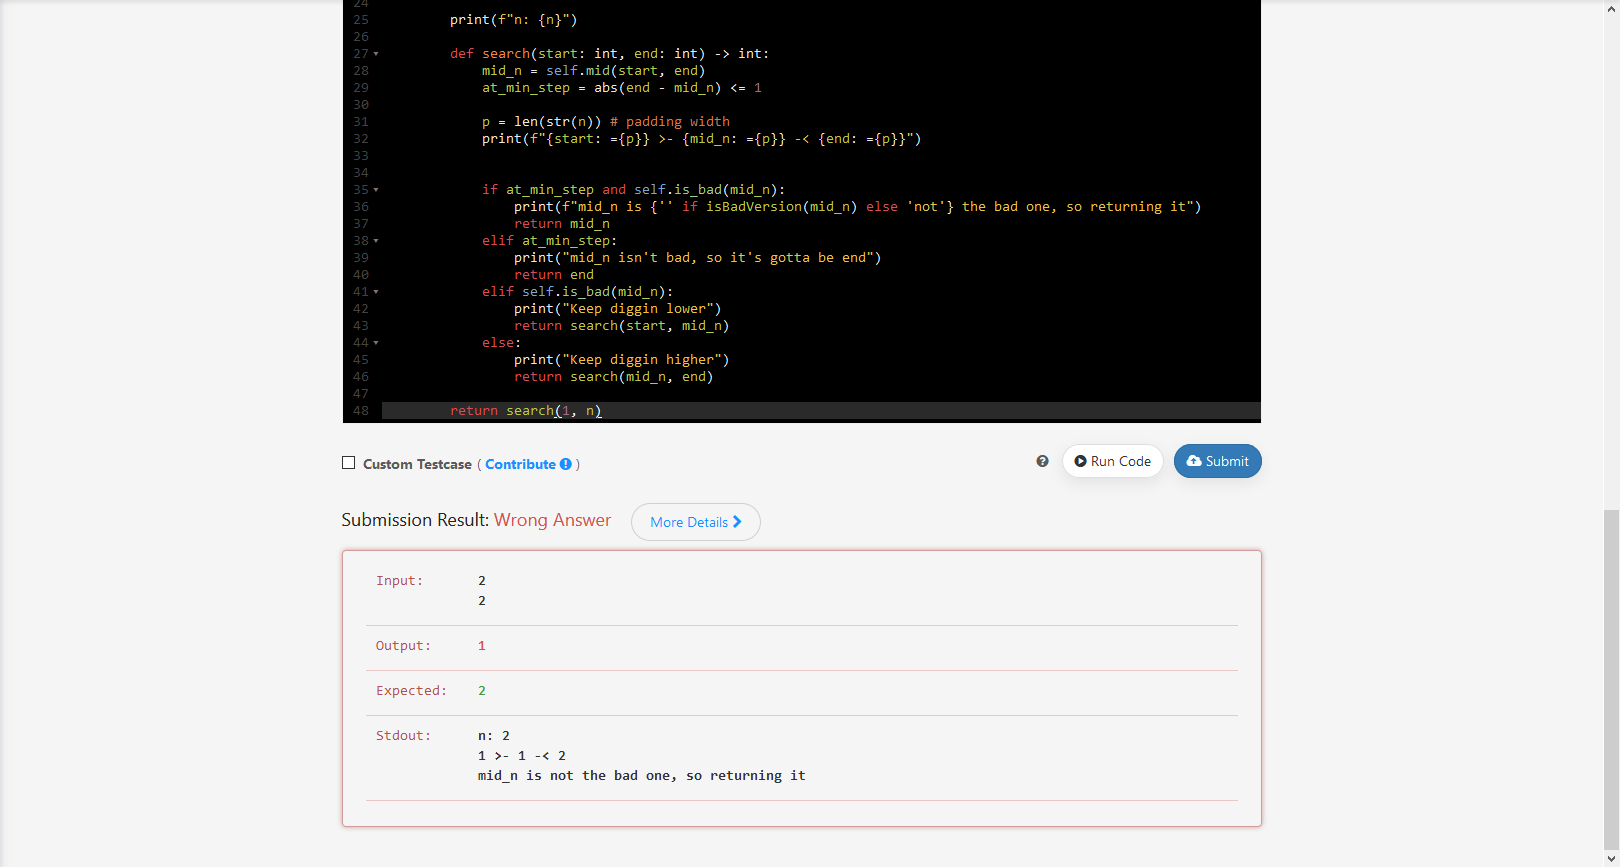 24
25 print(f"n: {n}")
26
27 def search(start: int, end: int) -> int:
28 mid_n = self.mid(start, end)
29 at_min_step = abs(end - mid_n) <= 1
30
31 p = len(str(n)) # padding width
32 print(f"{start: ={p}} >- {mid_n: ={p}} -< {end: ={p}}")
33
34
35 if at_min_step and self.is_bad(mid_n):
36 print(f"mid_n is {'' if isBadVersion(mid_n) else 'not'} the bad one, so returning it")
37 return mid_n
38 elif at_min_step:
39 print("mid_n isn't bad, so it's gotta be end")
40 return end
41 elif self.is_bad(mid_n):
42 print("Keep diggin lower")
43 return search(start, mid_n)
44 else:
45 print("Keep diggin higher")
46 return search(mid_n, end)
47
48 return search(1, n)
Custom Testcase ( Contribute )
Run Code
Submit
Submission Result: Wrong Answer More Details
Input: 2
2
Output: 1
Expected: 2
Stdout: n: 2
1 >- 1 -< 2
mid_n is not the bad one, so returning it